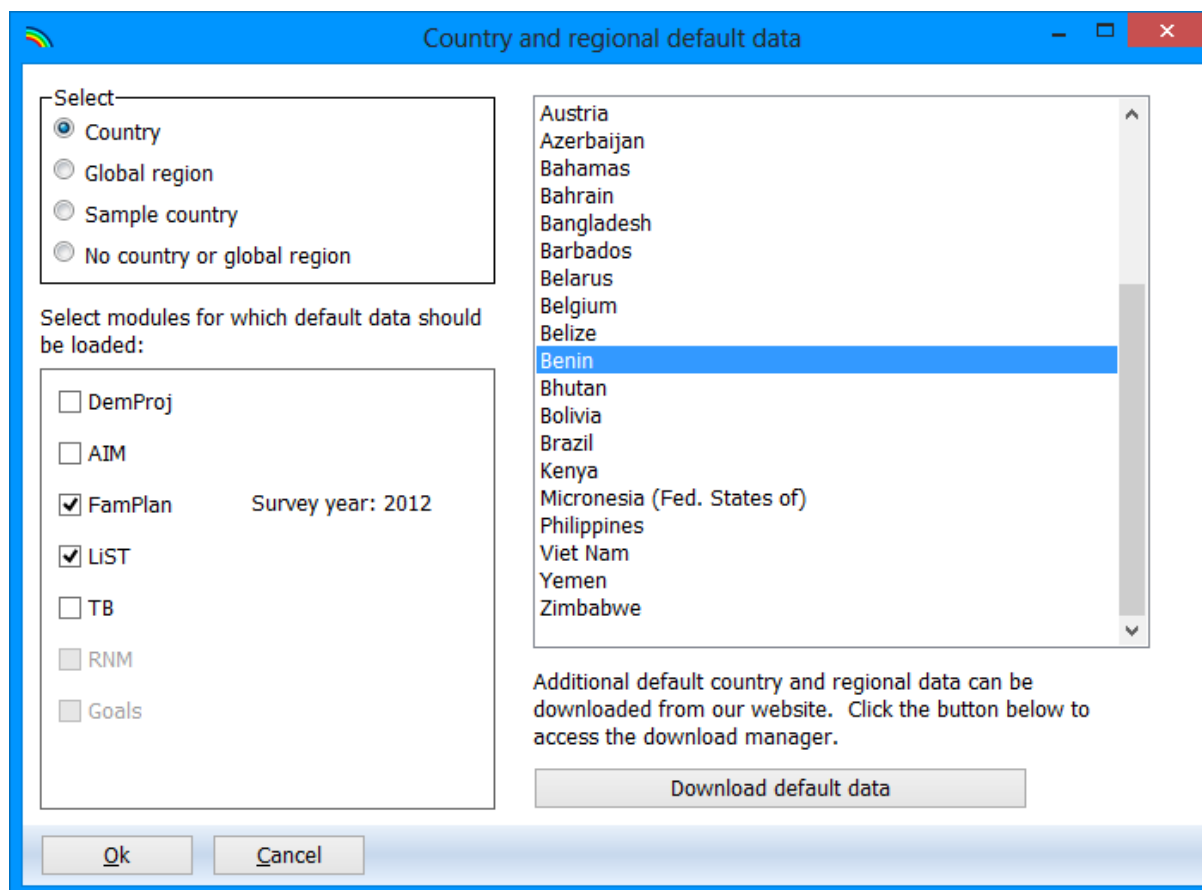 Country and regional default data
Select
Country
Global region
Sample country
No country or global region
Select modules for which default data should
be loaded:
DemProj
AIM
FamPlan Survey year: 2012
LiST
TB
RNM
Goals
Austria
Azerbaijan
Bahamas
Bahrain
Bangladesh
Barbados
Belarus
Belgium
Belize
Benin
Bhutan
Bolivia
Brazil
Kenya
Micronesia (Fed. States of)
Philippines
Viet Nam
Yemen
Zimbabwe
Additional default country and regional data can be
downloaded from our website. Click the button below to
access the download manager.
Download default data
Ok Cancel